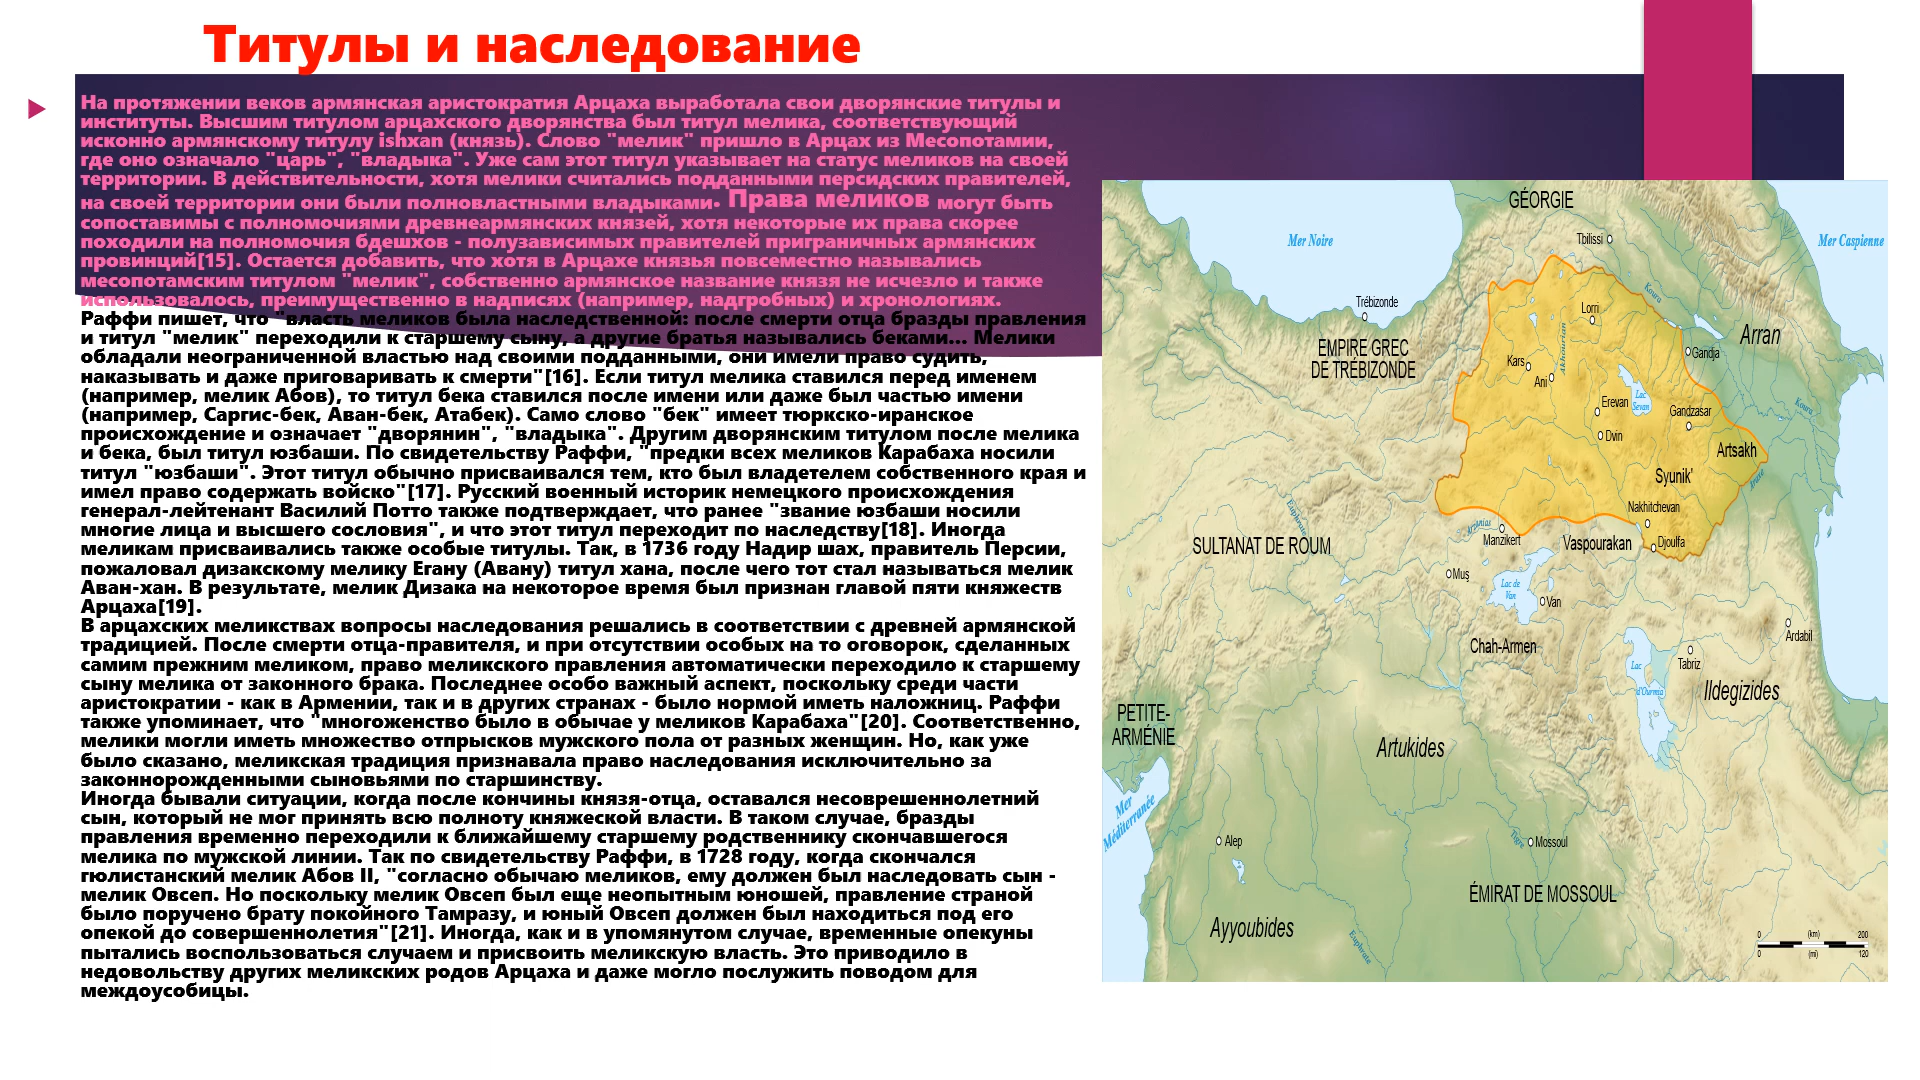 Титулы и наследование
На протяжении веков армянская аристократия Арцаха выработала свои дворянские титулы и
институты. Высшим титулом арцахского дворянства был титул мелика, соответствующий
исконно армянскому титулу ishxan (князь). Слово "мелик" пришло в Арцах из Месопотамии,
где оно означало "царь", "владыка". Уже сам этот титул указывает на статус меликов на своей
территории. В действительности, хотя мелики считались подданными персидских правителей,
на своей территории они были полновластными владыками. Права меликов могут быть
сопоставимы с полномочиями древнеармянских князей, хотя некоторые их права скорее
походили на полномочия бдешхов - полузависимых правителей приграничных армянских
провинций[15]. Остается добавить, что хотя в Арцахе князья повсеместно назывались
месопотамским титулом "мелик", собственно армянское название князя не исчезло и также
использовалось, преимущественно в надписях (например, надгробных) и хронологиях.
Раффи пишет, что "власть меликов была наследственной: после смерти отца бразды правления
и титул "мелик" переходили к старшему сыну, а другие братья назывались беками... Мелики
обладали неограниченной властью над своими подданными, они имели право судить,
наказывать и даже приговаривать к смерти"[16]. Если титул мелика ставился перед именем
(например, мелик Абов), то титул бека ставился после имени или даже был частью имени
(например, Саргис-бек, Аван-бек, Атабек). Само слово "бек" имеет тюркско-иранское
происхождение и означает "дворянин", "владыка". Другим дворянским титулом после мелика
и бека, был титул юзбаши. По свидетельству Раффи, "предки всех меликов Карабаха носили
титул "юзбаши". Этот титул обычно присваивался тем, кто был владетелем собственного края и
имел право содержать войско"[17]. Русский военный историк немецкого происхождения
генерал-лейтенант Василий Потто также подтверждает, что ранее "звание юзбаши носили
многие лица и высшего сословия", и что этот титул переходит по наследству[18]. Иногда
меликам присваивались также особые титулы. Так, в 1736 году Надир шах, правитель Персии,
пожаловал дизакскому мелику Егану (Авану) титул хана, после чего тот стал называться мелик
Аван-хан. В результате, мелик Дизака на некоторое время был признан главой пяти княжеств
Арцаха[19].
В арцахских меликствах вопросы наследования решались в соответствии с древней армянской
традицией. После смерти отца-правителя, и при отсутствии особых на то оговорок, сделанных
самим прежним меликом, право меликского правления автоматически переходило к старшему
сыну мелика от законного брака. Последнее особо важный аспект, поскольку среди части
аристократии - как в Армении, так и в других странах - было нормой иметь наложниц. Раффи
также упоминает, что "многоженство было в обычае у меликов Карабаха"[20]. Соответственно,
мелики могли иметь множество отпрысков мужского пола от разных женщин. Но, как уже
было сказано, меликская традиция признавала право наследования исключительно за
законнорожденными сыновьями по старшинству.
Иногда бывали ситуации, когда после кончины князя-отца, оставался несоврешеннолетний
сын, который не мог принять всю полноту княжеской власти. В таком случае, бразды
правления временно переходили к ближайшему старшему родственнику скончавшегося
мелика по мужской линии. Так по свидетельству Раффи, в 1728 году, когда скончался
гюлистанский мелик Абов II, "согласно обычаю меликов, ему должен был наследовать сын -
мелик Овсеп. Но поскольку мелик Овсеп был еще неопытным юношей, правление страной
было поручено брату покойного Тамразу, и юный Овсеп должен был находиться под его
опекой до совершеннолетия"[21]. Иногда, как и в упомянутом случае, временные опекуны
пытались воспользоваться случаем и присвоить меликскую власть. Это приводило в
недовольству других меликских родов Арцаха и даже могло послужить поводом для
междоусобицы.
GÉORGIE
Tbilissi
Mer Noire
Mer Caspienne
Koura
Trébizonde
Lorri
Arran
EMPIRE GREC
DE TRÉBIZONDE
Akhourian
Gandja
Kars
Ani
Lac
Sevan
Erevan
Koura
Gandzasar
Dvin
Artsakh
Syunik'
Araxe
Nakhitchevan
Euphrate
Arsanias
Manzikert
Vaspourakan
Djoulfa
SULTANAT DE ROUM
Muş
Lac de
Van
Van
Ardabil
Chah-Armen
Lac
d'Ourmia
Tabriz
Ildegizides
PETITE-
ARMÉNIE
Artukides
Mer
Méditerranée
Alep
Tigre
Mossoul
ÉMIRAT DE MOSSOUL
Ayyoubides
Euphrate
0 (km) 200
0 (mi) 120